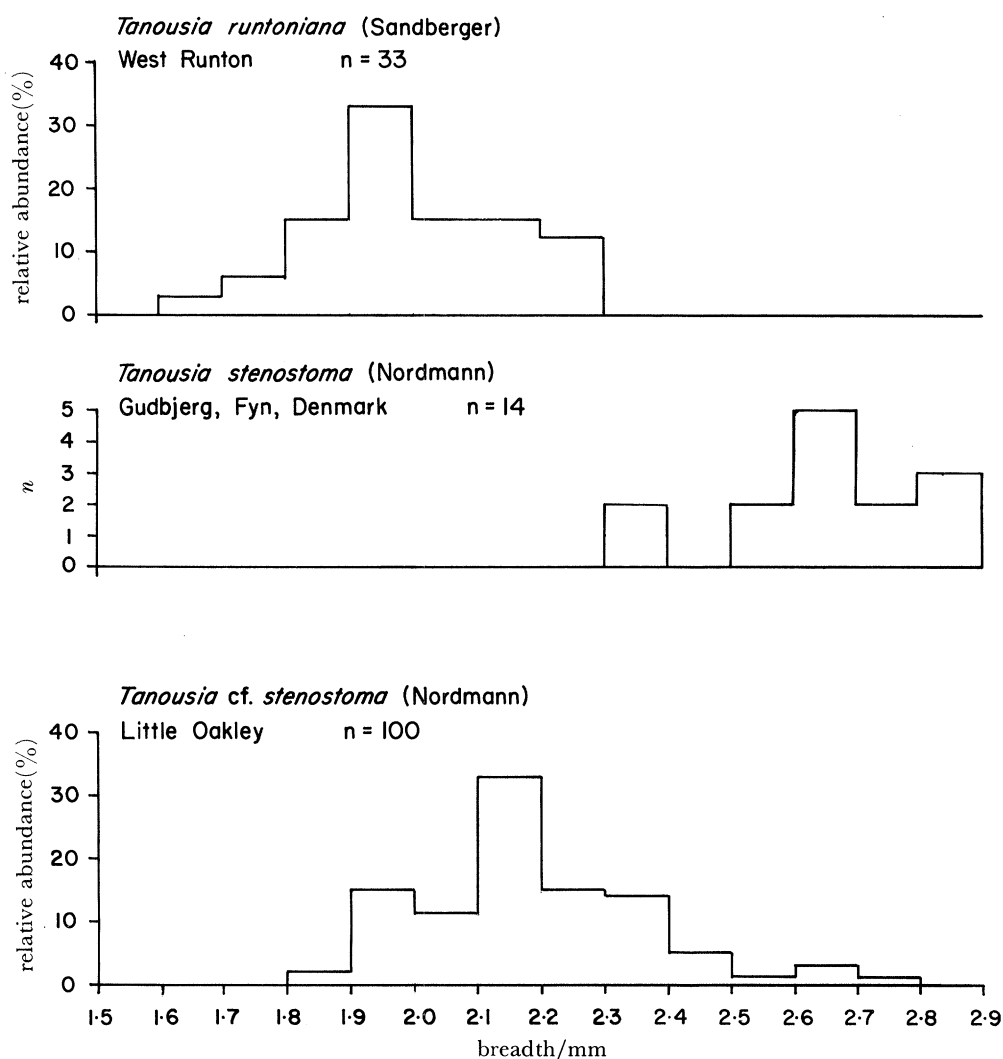 Tanousia runtoniana (Sandberger)
West Runton n = 33
relative abundance(%)
40
30
20
10
0
Tanousia stenostoma (Nordmann)
Gudbjerg, Fyn, Denmark n = 14
n
5
4
3
2
1
0
Tanousia cf. stenostoma (Nordmann)
Little Oakley n = 100
relative abundance(%)
40
30
20
10
0
1·5 1·6 1·7 1·8 1·9 2·0 2·1 2·2 2·3 2·4 2·5 2·6 2·7 2·8 2·9
breadth/mm